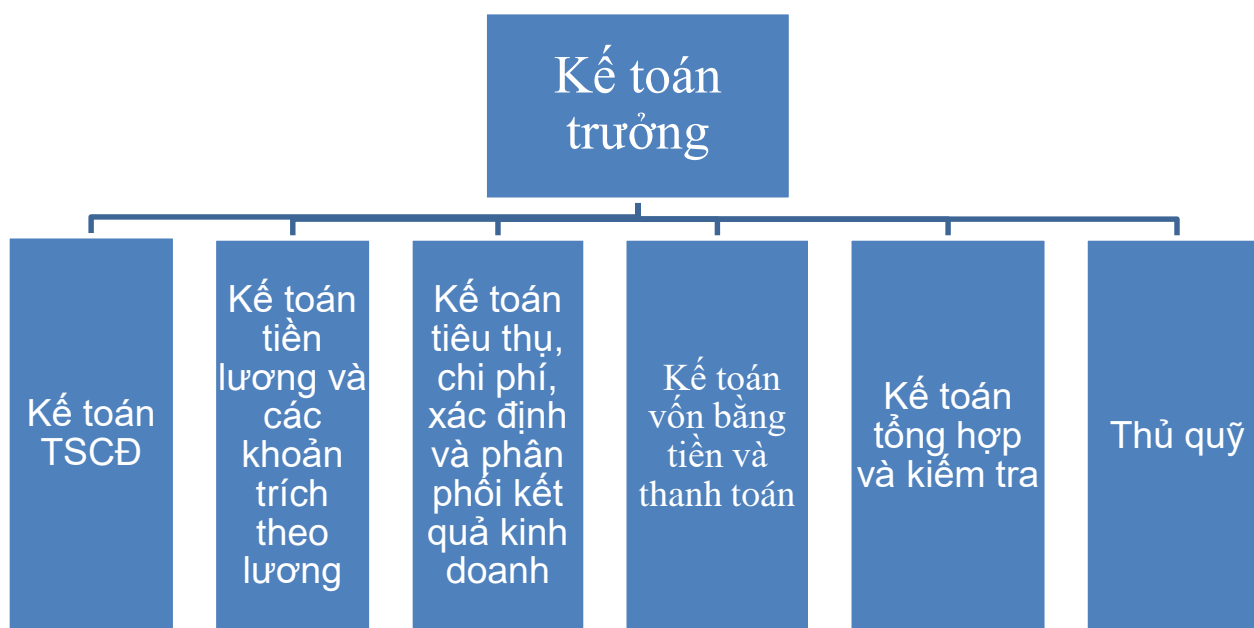 Kế toán
trưởng
Kế toán
TSCĐ
Kế toán
tiền
lương và
các
khoản
trích
theo
lương
Kế toán
tiêu thụ,
chi phí,
xác định
và phân
phối kết
quả kinh
doanh
Kế toán
vốn bằng
tiền và
thanh toán
Kế toán
tổng hợp
và kiểm tra
Thủ quỹ